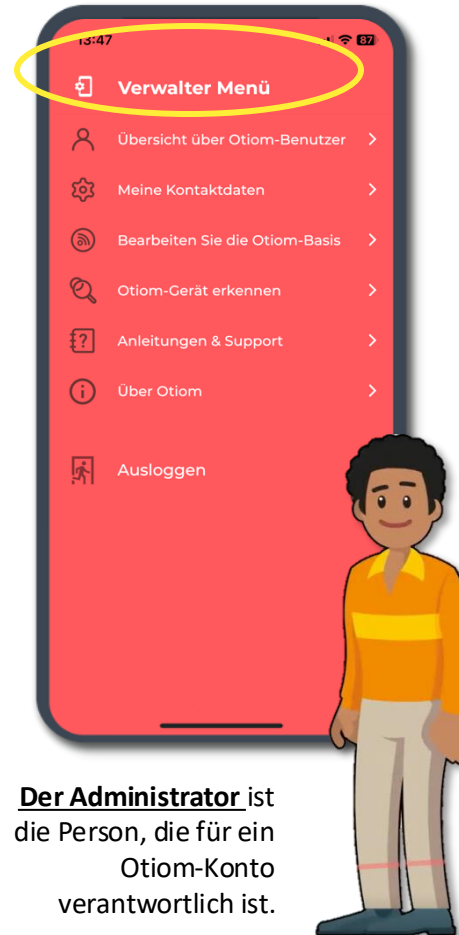 13:47
87
Verwalter Menü
Übersicht über Otiom-Benutzer
Meine Kontaktdaten
Bearbeiten Sie die Otiom-Basis
Otiom-Gerät erkennen
Anleitungen & Support
Über Otiom
Ausloggen
Der Administrator ist
die Person, die für ein
Otiom-Konto
verantwortlich ist.